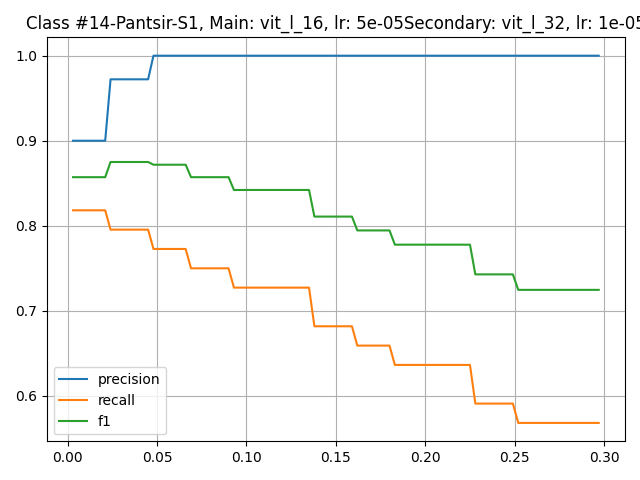 Class #14-Pantsir-S1, Main: vit_l_16, lr: 5e-05Secondary: vit_l_32, lr: 1e-05
1.0
0.9
0.8
0.7
0.6
precision
recall
f1
0.00 0.05 0.10 0.15 0.20 0.25 0.30